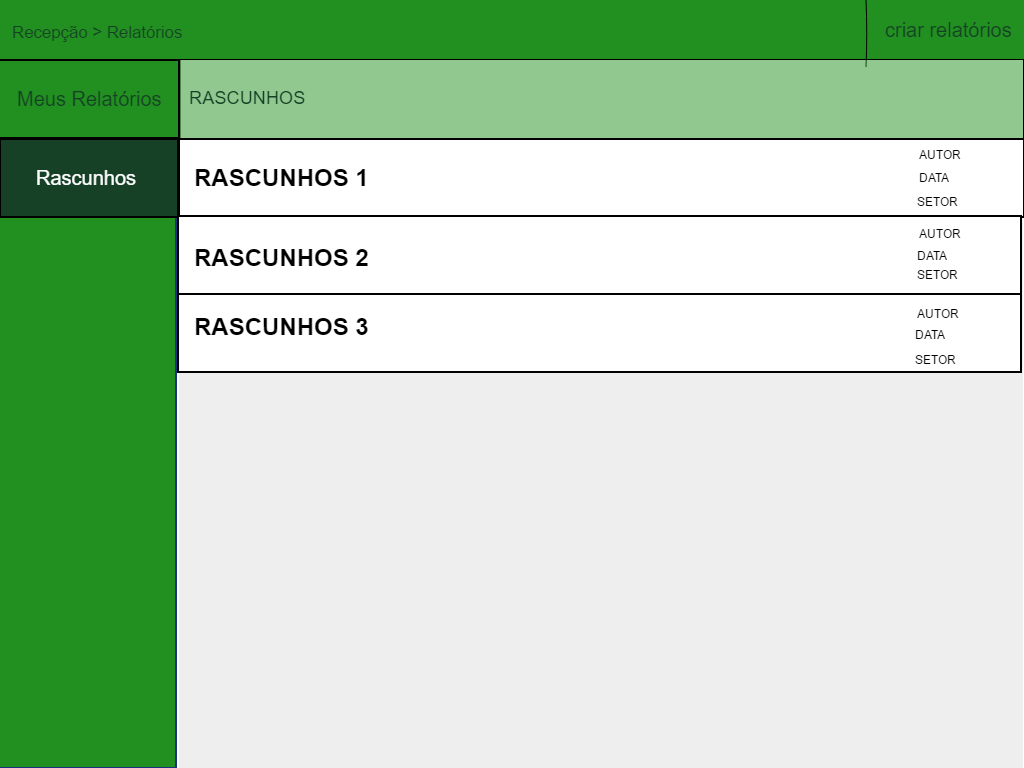 Recepção > Relatórios
criar relatórios
Meus Relatórios
RASCUNHOS
Rascunhos
RASCUNHOS 1
AUTOR
DATA
SETOR
RASCUNHOS 2
AUTOR
DATA
SETOR
RASCUNHOS 3
AUTOR
DATA
SETOR